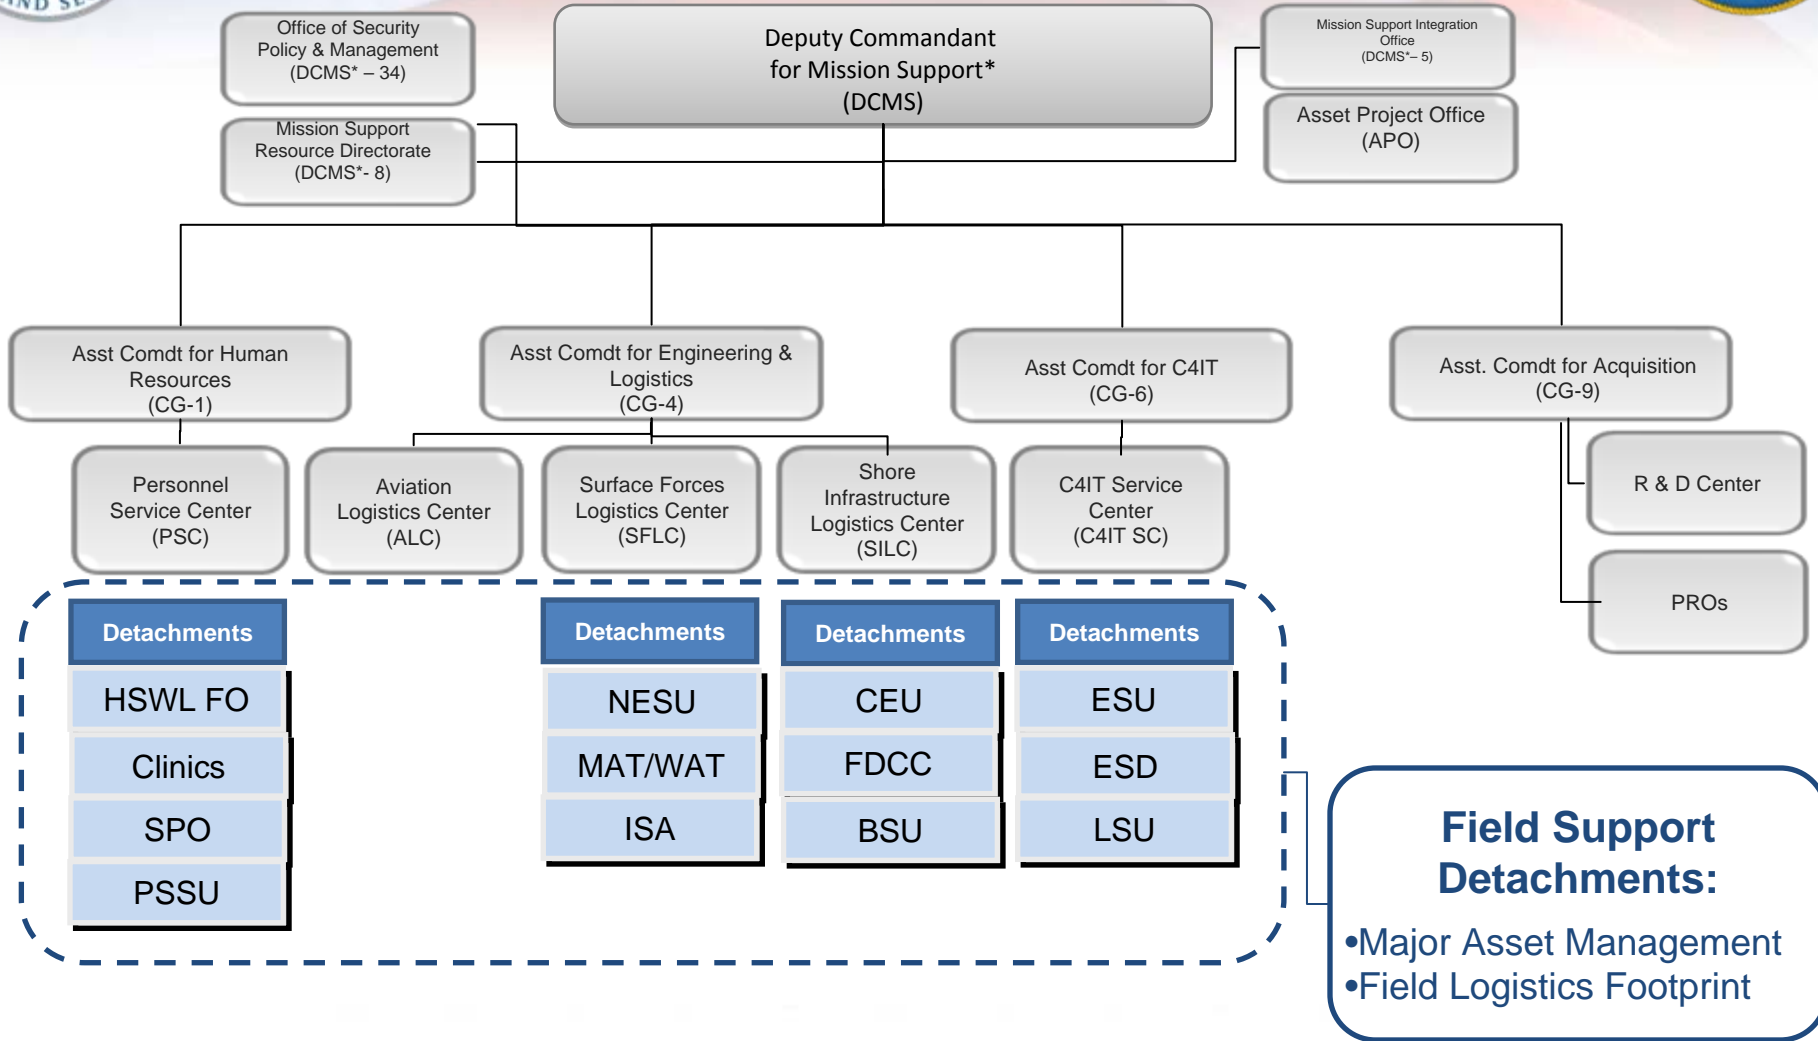 ND SE
Office of Security
Policy & Management
(DCMS* – 34)
Deputy Commandant
for Mission Support*
(DCMS)
Mission Support Integration
Office
(DCMS*– 5)
Mission Support
Resource Directorate
(DCMS*- 8)
Asset Project Office
(APO)
Asst Comdt for Human
Resources
(CG-1)
Asst Comdt for Engineering &
Logistics
(CG-4)
Asst Comdt for C4IT
(CG-6)
Asst. Comdt for Acquisition
(CG-9)
Personnel
Service Center
(PSC)
Aviation
Logistics Center
(ALC)
Surface Forces
Logistics Center
(SFLC)
Shore
Infrastructure
Logistics Center
(SILC)
C4IT Service
Center
(C4IT SC)
R & D Center
PROs
Detachments
HSWL FO
Clinics
SPO
PSSU
Detachments
NESU
MAT/WAT
ISA
Detachments
CEU
FDCC
BSU
Detachments
ESU
ESD
LSU
Field Support
Detachments:
•Major Asset Management
•Field Logistics Footprint